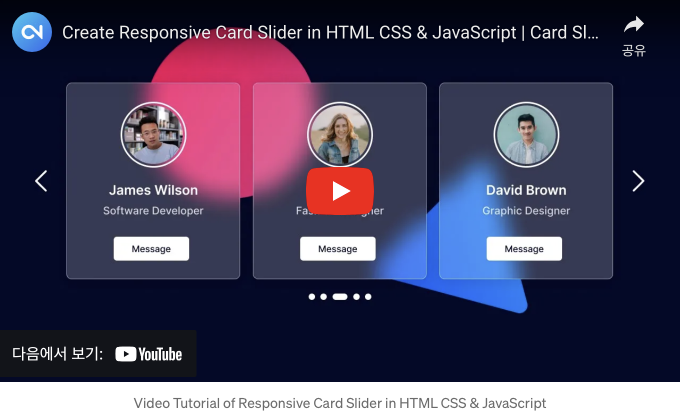 Create Responsive Card Slider in HTML CSS & JavaScript | Card Sl...
공유
James Wilson
Software Developer
Message
Message
David Brown
Graphic Designer
Message
다음에서 보기: YouTube
Video Tutorial of Responsive Card Slider in HTML CSS & JavaScript